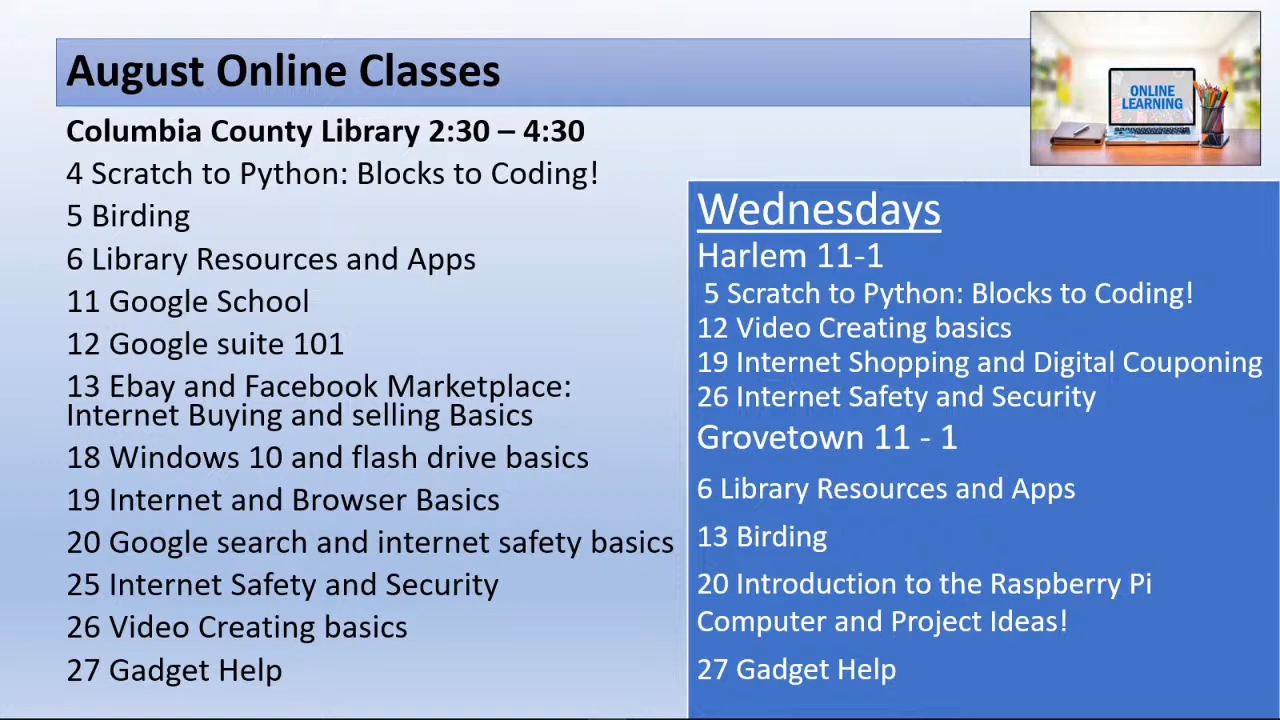 August Online Classes
Columbia County Library 2:30 – 4:30
4 Scratch to Python: Blocks to Coding!
5 Birding
6 Library Resources and Apps
11 Google School
12 Google suite 101
13 Ebay and Facebook Marketplace:
Internet Buying and selling Basics
18 Windows 10 and flash drive basics
19 Internet and Browser Basics
20 Google search and internet safety basics
25 Internet Safety and Security
26 Video Creating basics
27 Gadget Help
ONLINE
LEARNING
Wednesdays
Harlem 11-1
5 Scratch to Python: Blocks to Coding!
12 Video Creating basics
19 Internet Shopping and Digital Couponing
26 Internet Safety and Security
Grovetown 11 - 1
6 Library Resources and Apps
13 Birding
20 Introduction to the Raspberry Pi
Computer and Project Ideas!
27 Gadget Help